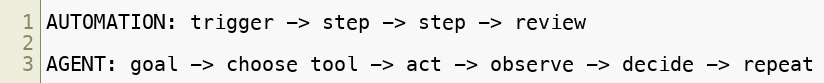 1 AUTOMATION: trigger -> step -> step -> review
2
3 AGENT: goal -> choose tool -> act -> observe -> decide -> repeat